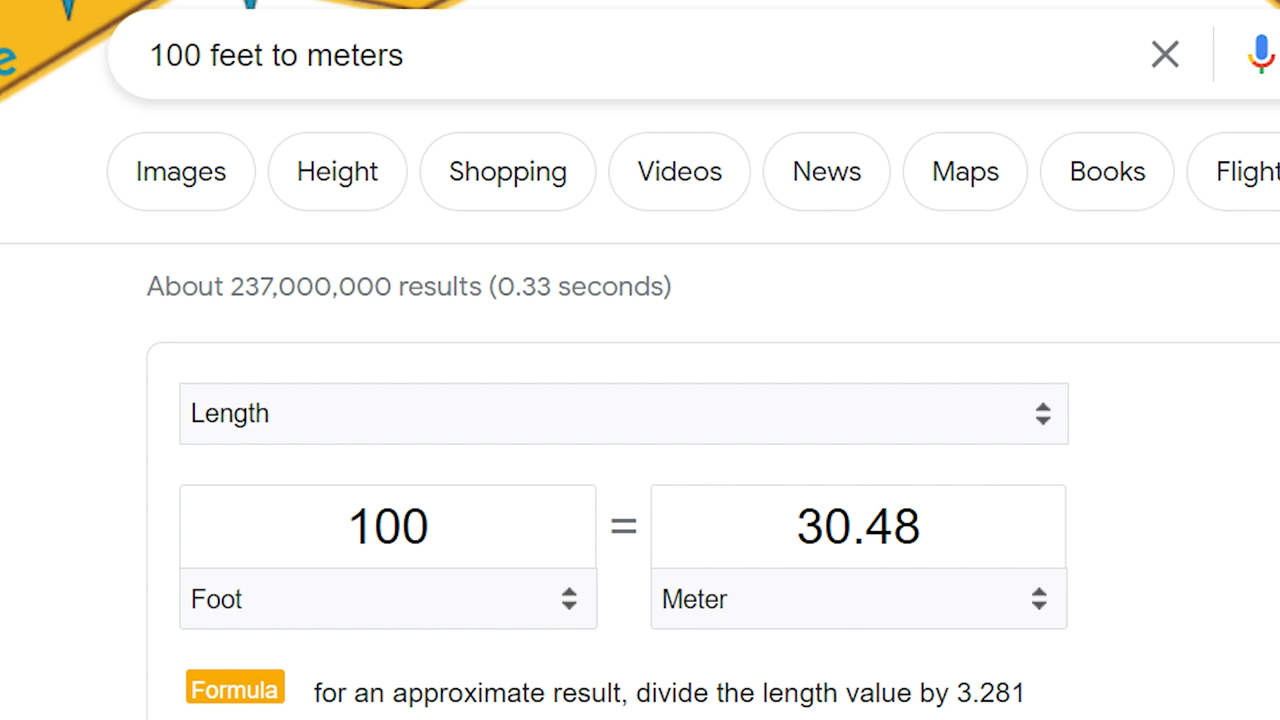 e
100 feet to meters
Images Height Shopping Videos News Maps Books
About 237,000,000 results (0.33 seconds)
Length
100 = 30.48
Foot Meter
Formula for an approximate result, divide the length value by 3.281